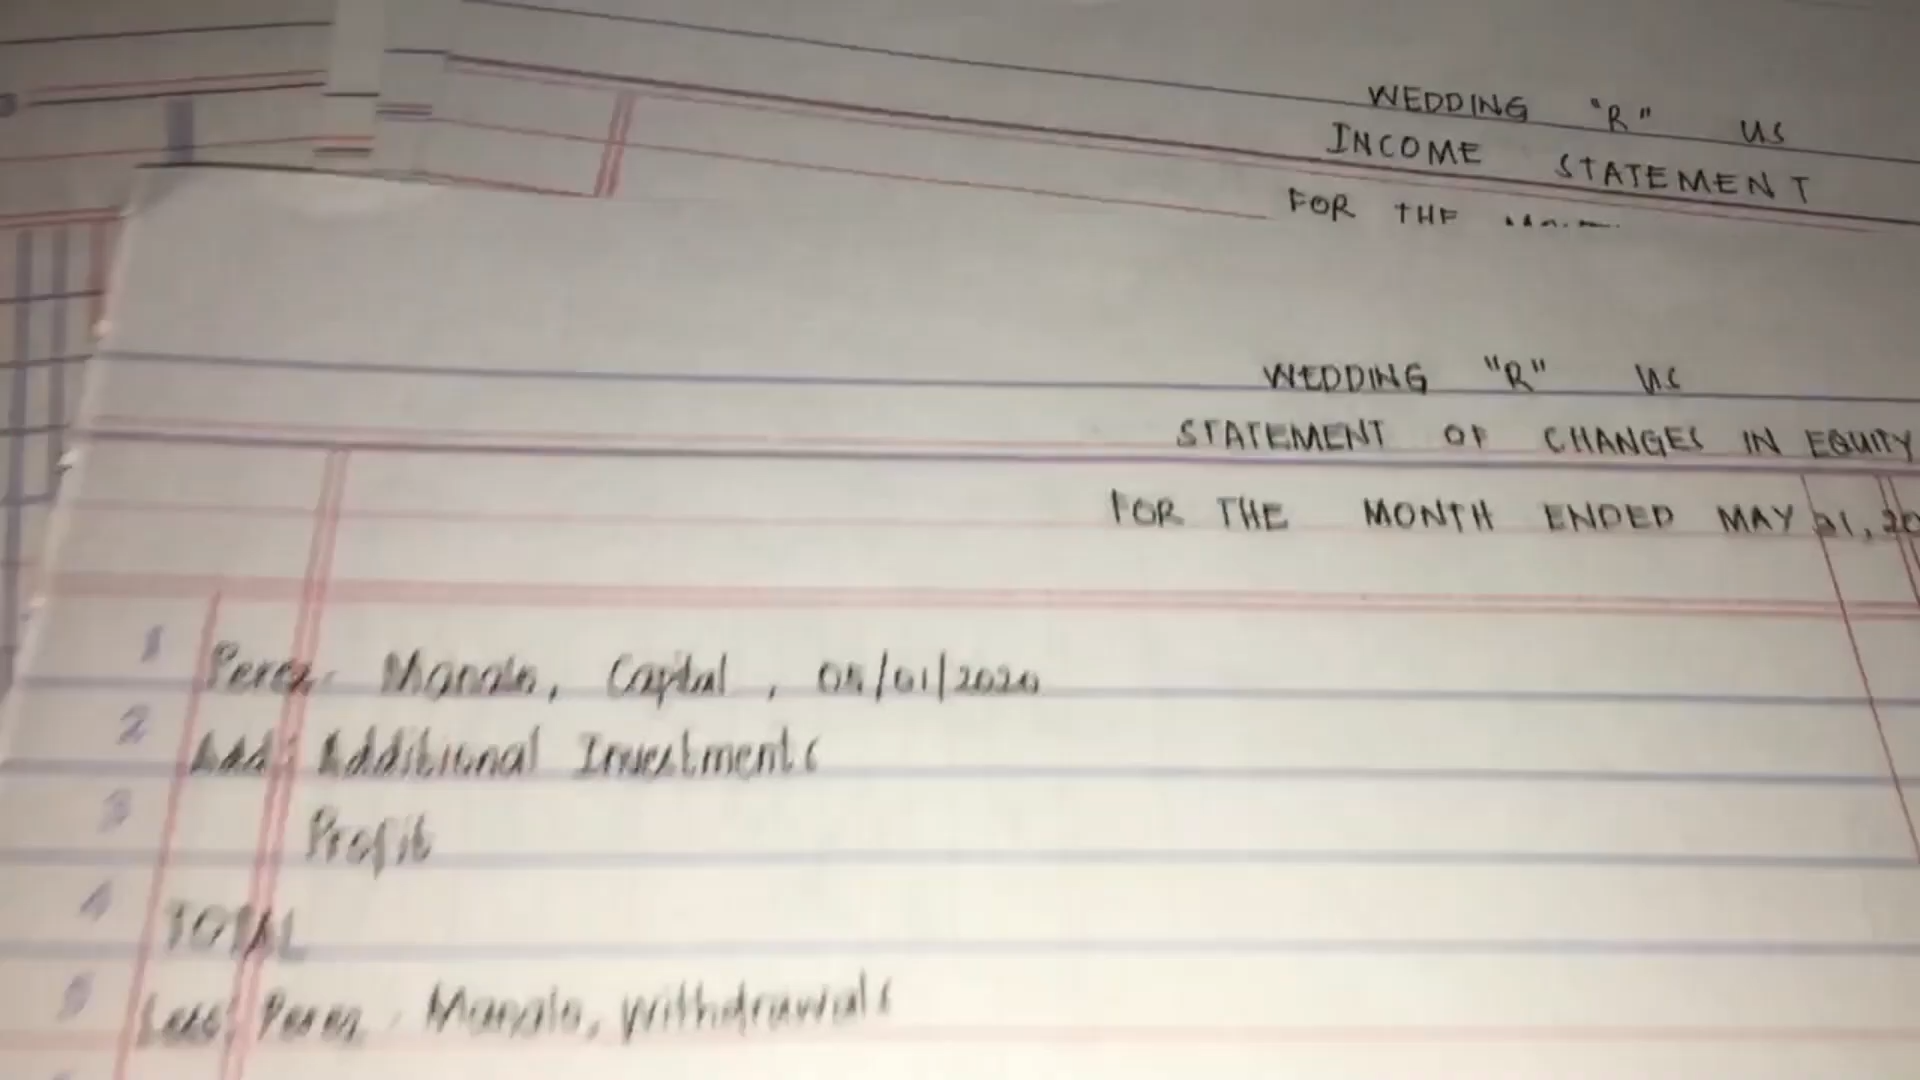 WEDDING "R" US
INCOME STATEMENT
FOR THE
WEDDING "R" US
STATEMENT OF CHANGES IN EQUITY
FOR THE MONTH ENDED MAY 31, 20
1 Perez - Manalo, Capital, 05/01/2020
2 Add: Additional Investments
3 Profit
4 TOTAL
5 Less: Perez - Manalo, Withdrawals